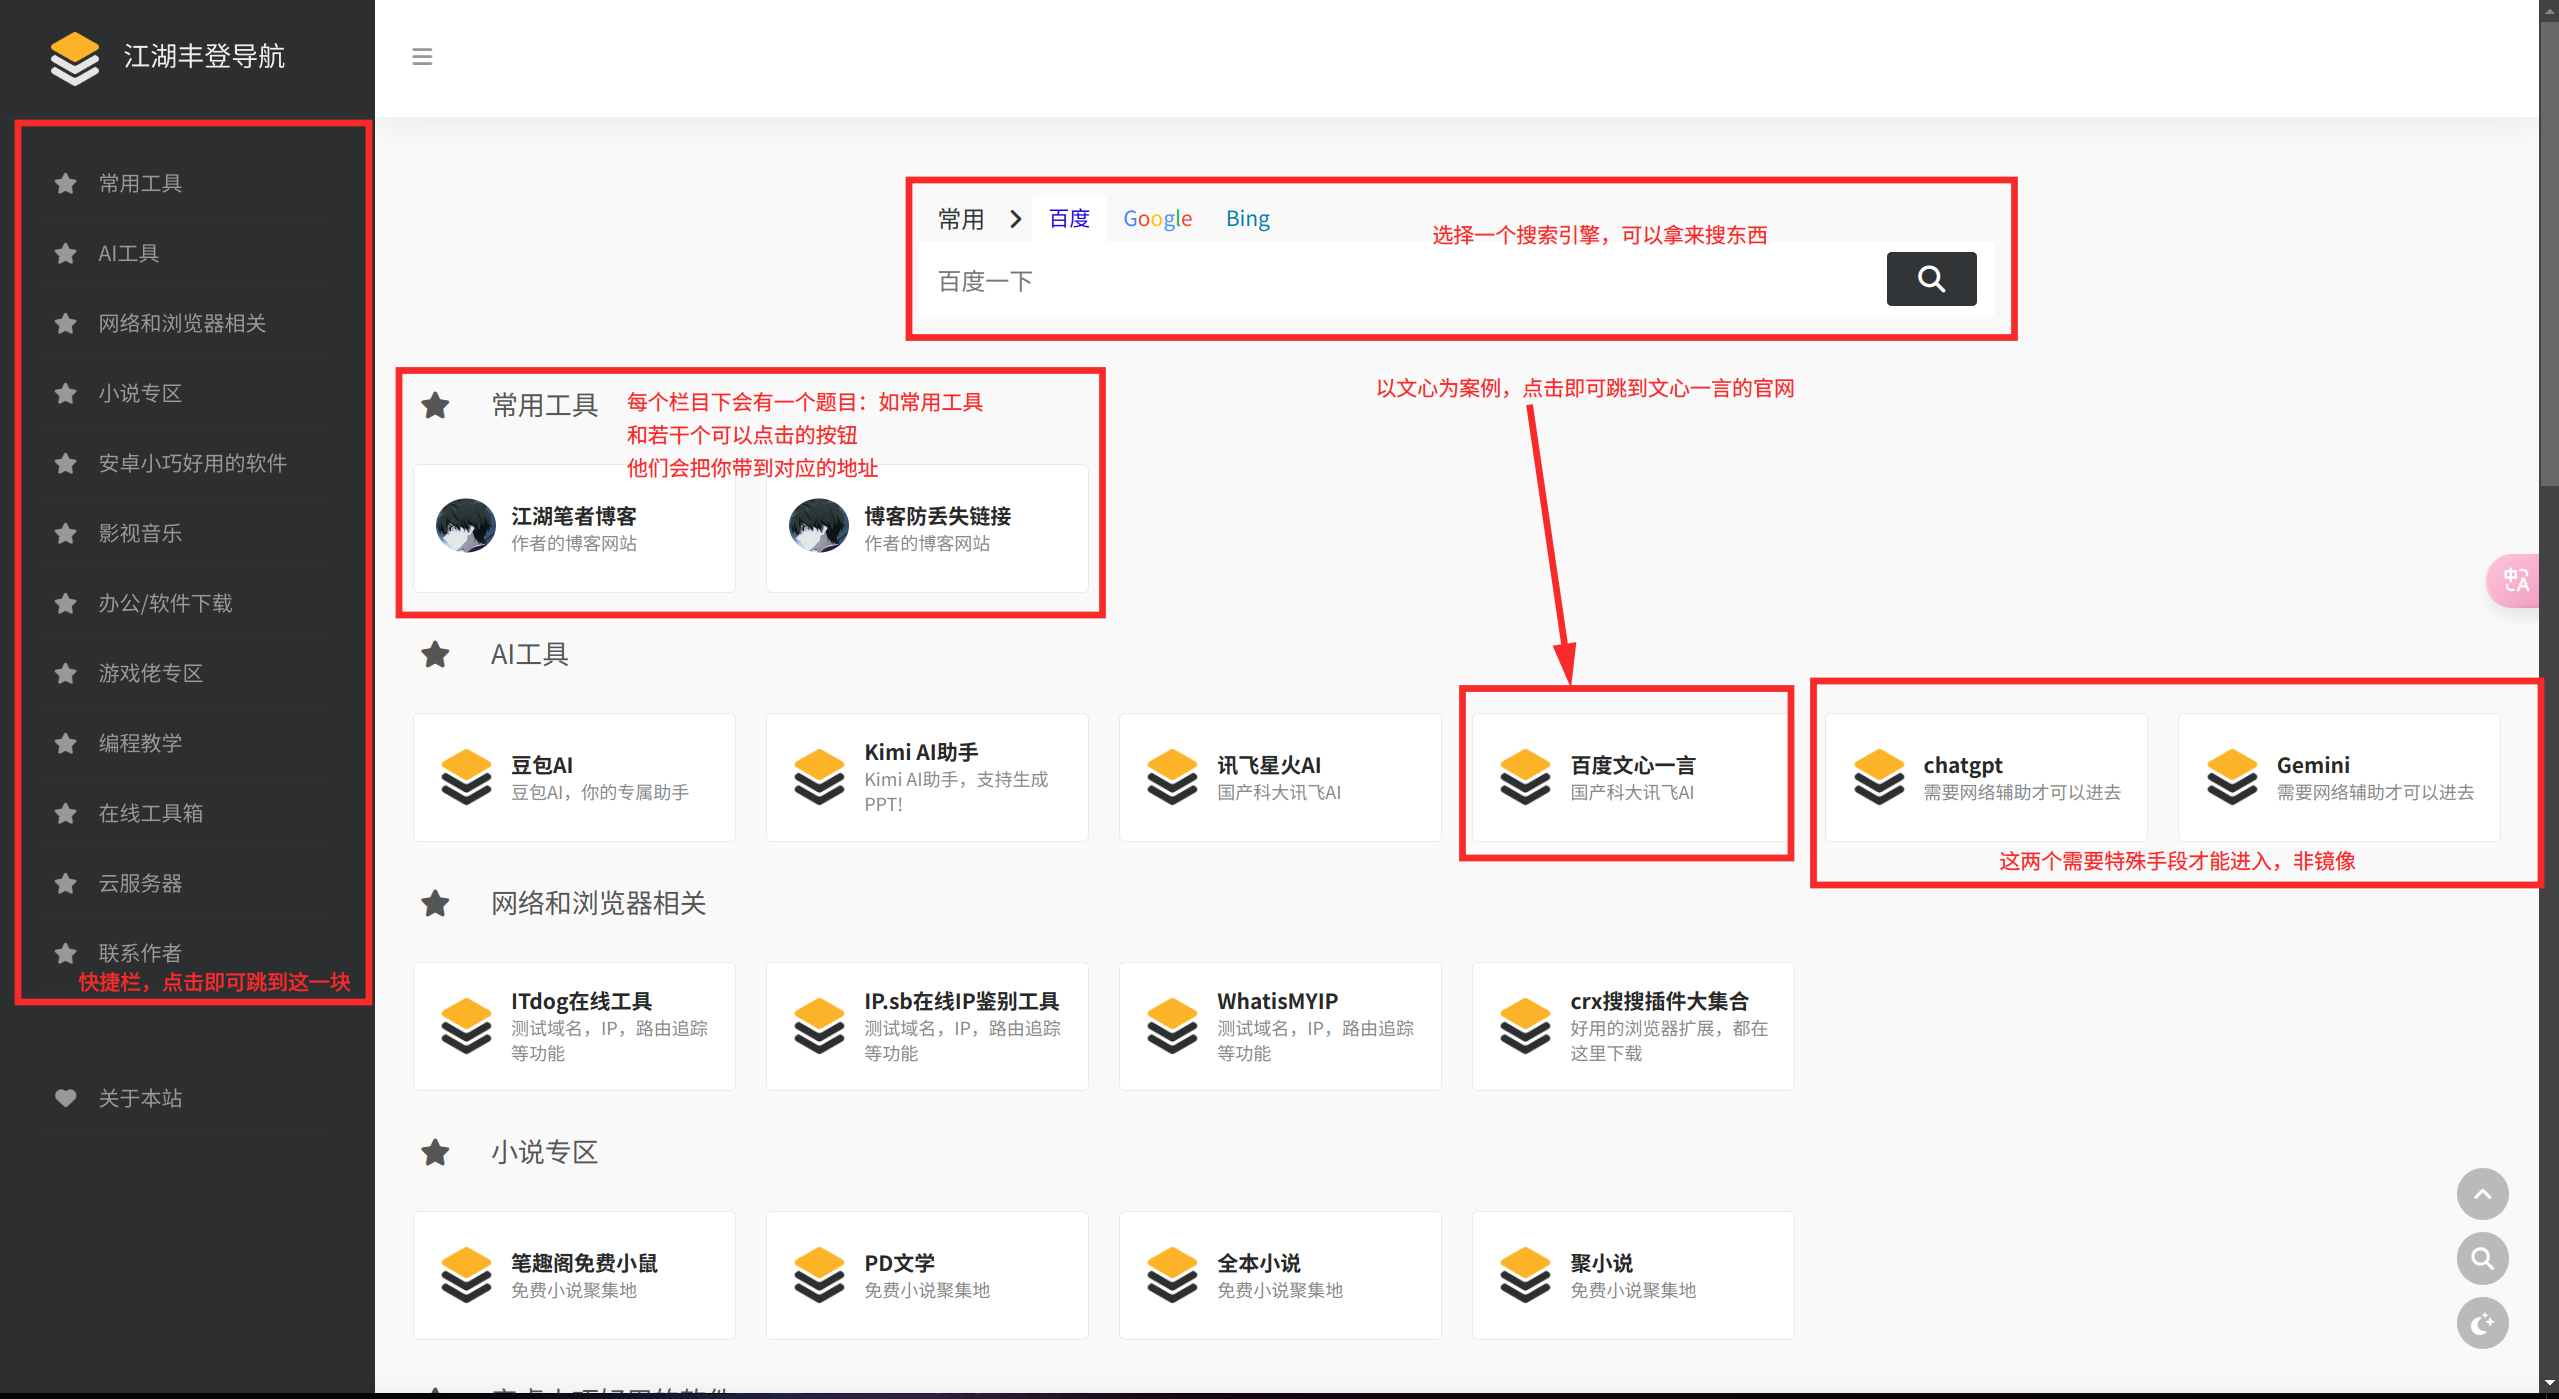 江湖丰登导航
常用工具
AI工具
网络和浏览器相关
小说专区
安卓小巧好用的软件
影视音乐
办公/软件下载
游戏佬专区
编程教学
在线工具箱
云服务器
联系作者
快捷栏，点击即可跳到这一块
关于本站
常用
百度 Google Bing
选择一个搜索引擎，可以拿来搜东西
百度一下
常用工具
每个栏目下会有一个题目：如常用工具
和若干个可以点击的按钮
他们会把你带到对应的地址
以文心为案例，点击即可跳到文心一言的官网
江湖笔者博客
作者的博客网站
博客防丢失链接
作者的博客网站
AI工具
豆包AI
豆包AI，你的专属助手
Kimi AI助手
Kimi AI助手，支持生成
PPT!
讯飞星火AI
国产科大讯飞AI
百度文心一言
国产科大讯飞AI
chatgpt
需要网络辅助才可以进去
Gemini
需要网络辅助才可以进去
这两个需要特殊手段才能进入，非镜像
网络和浏览器相关
ITdog在线工具
测试域名，IP，路由追踪
等功能
IP.sb在线IP鉴别工具
测试域名，IP，路由追踪
等功能
WhatisMYIP
测试域名，IP，路由追踪
等功能
crx搜搜插件大集合
好用的浏览器扩展，都在
这里下载
小说专区
笔趣阁免费小鼠
免费小说聚集地
PD文学
免费小说聚集地
全本小说
免费小说聚集地
聚小说
免费小说聚集地
安卓小巧好用的软件